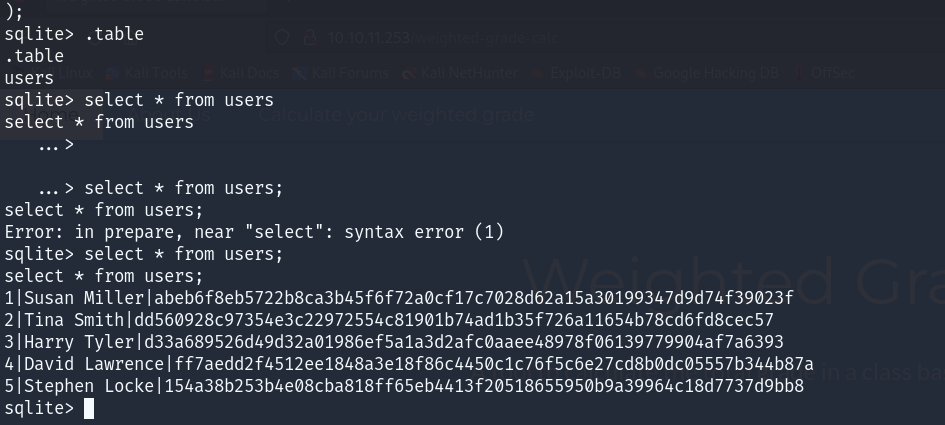 );
sqlite> .table
.table
users
sqlite> select * from users
select * from users
...>
...> select * from users;
select * from users;
Error: in prepare, near "select": syntax error (1)
sqlite> select * from users;
select * from users;
1|Susan Miller|abeb6f8eb5722b8ca3b45f6f72a0cf17c7028d62a15a30199347d9d74f39023f
2|Tina Smith|dd560928c97354e3c22972554c81901b74ad1b35f726a11654b78cd6fd8cec57
3|Harry Tyler|d33a689526d49d32a01986ef5a1a3d2afc0aaee48978f06139779904af7a6393
4|David Lawrence|ff7aedd2f4512ee1848a3e18f86c4450c1c76f5c6e27cd8b0dc05557b344b87a
5|Stephen Locke|154a38b253b4e08cba818ff65eb4413f20518655950b9a39964c18d7737d9bb8
sqlite>
10.10.11.253/weighted-grade-calc
Linux Kali Tools Kali Docs Kali Forums Kali NetHunter Exploit-DB Google Hacking DB OffSec
Calculate your weighted grade
Weighted Gra
in a class ba